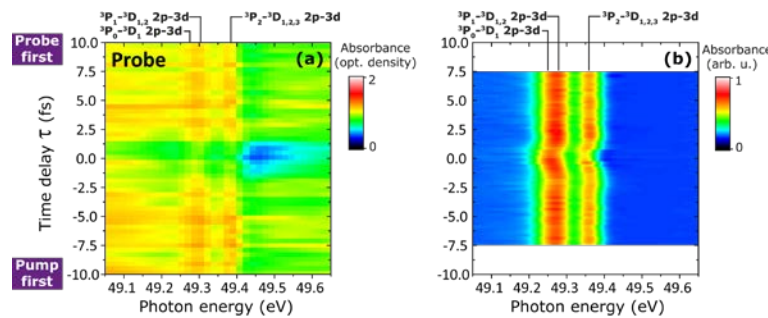 ³P₁-³D₁,₂ 2p-3d
³P₀-³D₁ 2p-3d
³P₂-³D₁,₂,₃ 2p-3d
Probe
first
Pump
first
Time delay τ (fs)
10.0
7.5
5.0
2.5
0.0
-2.5
-5.0
-7.5
-10.0
Probe
(a)
49.1 49.2 49.3 49.4 49.5 49.6
Photon energy (eV)
Absorbance
(opt. density)
2
0
³P₁-³D₁,₂ 2p-3d
³P₀-³D₁ 2p-3d
³P₂-³D₁,₂,₃ 2p-3d
10.0
7.5
5.0
2.5
0.0
-2.5
-5.0
-7.5
-10.0
(b)
49.1 49.2 49.3 49.4 49.5 49.6
Photon energy (eV)
Absorbance
(arb. u.)
1
0